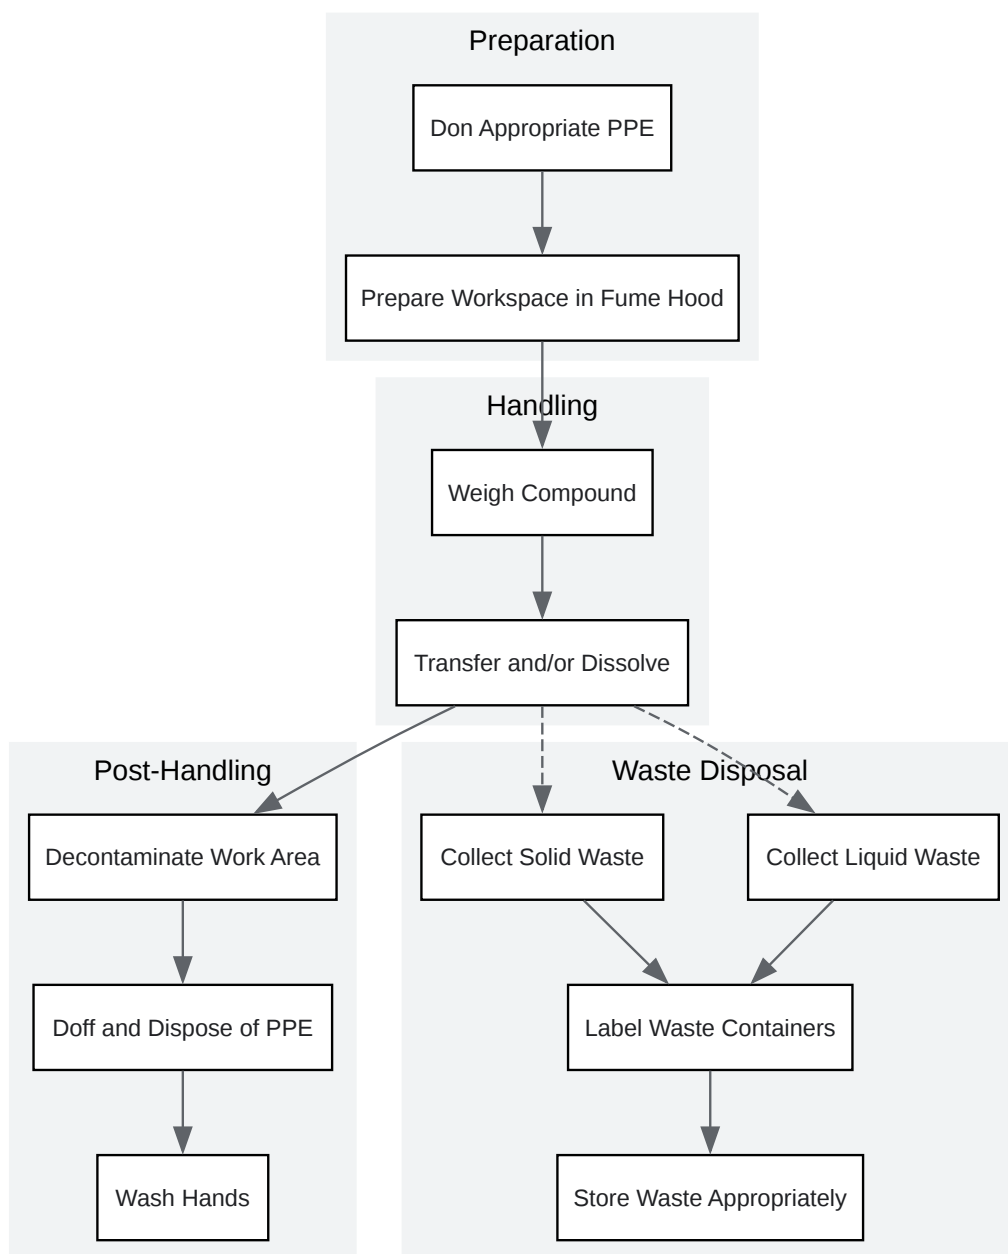 Preparation
Don Appropriate PPE
Prepare Workspace in Fume Hood
Handling
Weigh Compound
Transfer and/or Dissolve
Post-Handling
Decontaminate Work Area
Doff and Dispose of PPE
Wash Hands
Waste Disposal
Collect Solid Waste
Collect Liquid Waste
Label Waste Containers
Store Waste Appropriately